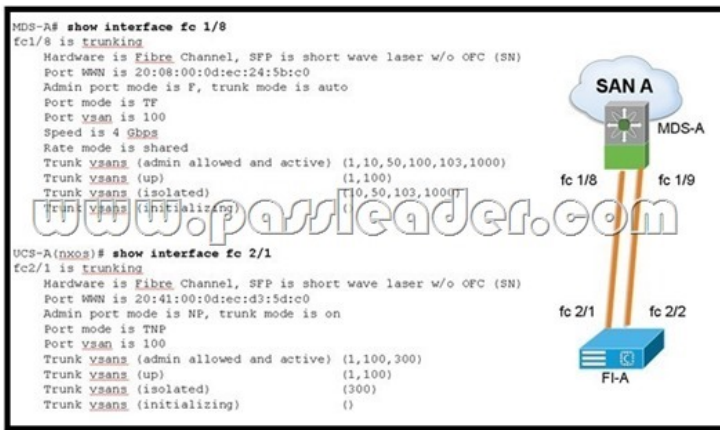 MDS-A# show interface fc 1/8
fc1/8 is trunking
Hardware is Fibre Channel, SFP is short wave laser w/o OFC (SN)
Port WWN is 20:08:00:0d:ec:24:5b:c0
Admin port mode is F, trunk mode is auto
Port mode is TF
Port vsan is 100
Speed is 4 Gbps
Rate mode is shared
Trunk vsans (admin allowed and active) (1,10,50,100,103,1000)
Trunk vsans (up) (1,100)
Trunk vsans (isolated) (10,50,103,1000)
Trunk vsans (initializing) ()
www.passleader.com
UCS-A(nxos)# show interface fc 2/1
fc2/1 is trunking
Hardware is Fibre Channel, SFP is short wave laser w/o OFC (SN)
Port WWN is 20:41:00:0d:ec:d3:5d:c0
Admin port mode is NP, trunk mode is on
Port mode is TNP
Port vsan is 100
Trunk vsans (admin allowed and active) (1,100,300)
Trunk vsans (up) (1,100)
Trunk vsans (isolated) (300)
Trunk vsans (initializing) ()
SAN A
MDS-A
fc 1/8 fc 1/9
fc 2/1 fc 2/2
FI-A